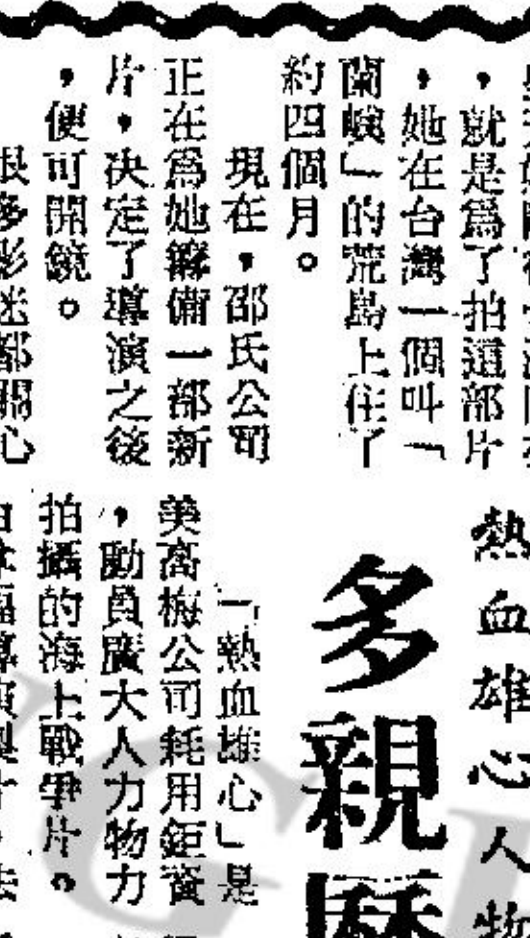 ，就是爲了拍這部片
，她在台灣一個叫「
蘭嶼」的荒島上住了
約四個月。
現在，邵氏公司
正在爲她籌備一部新
片，决定了導演之後
，便可開鏡。
很多影迷都關心
熱血雄心人物
多親歷
「熱血雄心」是
美高梅公司耗用鉅資
，動員廣大人力物力
拍攝的海上戰爭片。